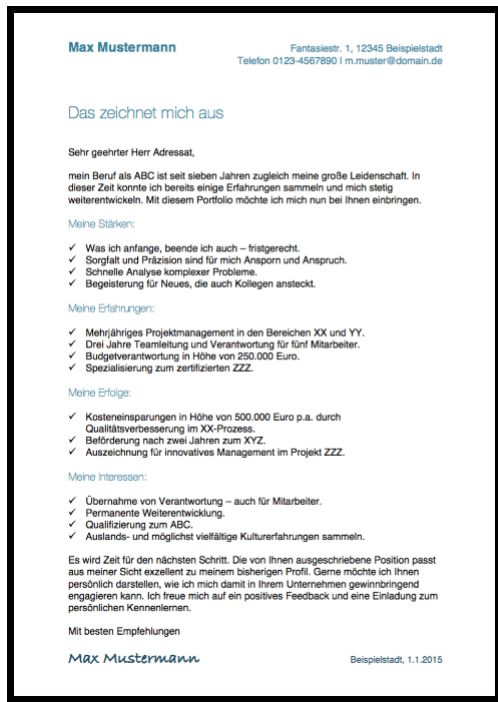 Max Mustermann
Fantasiestr. 1, 12345 Beispielstadt
Telefon 0123-4567890 I m.muster@domain.de
Das zeichnet mich aus
Sehr geehrter Herr Adressat,
mein Beruf als ABC ist seit sieben Jahren zugleich meine große Leidenschaft. In
dieser Zeit konnte ich bereits einige Erfahrungen sammeln und mich stetig
weiterentwickeln. Mit diesem Portfolio möchte ich mich nun bei Ihnen einbringen.
Meine Stärken:
✓ Was ich anfange, beende ich auch – fristgerecht.
✓ Sorgfalt und Präzision sind für mich Ansporn und Anspruch.
✓ Schnelle Analyse komplexer Probleme.
✓ Begeisterung für Neues, die auch Kollegen ansteckt.
Meine Erfahrungen:
✓ Mehrjähriges Projektmanagement in den Bereichen XX und YY.
✓ Drei Jahre Teamleitung und Verantwortung für fünf Mitarbeiter.
✓ Budgetverantwortung in Höhe von 250.000 Euro.
✓ Spezialisierung zum zertifizierten ZZZ.
Meine Erfolge:
✓ Kosteneinsparungen in Höhe von 500.000 Euro p.a. durch
Qualitätsverbesserung im XX-Prozess.
✓ Beförderung nach zwei Jahren zum XYZ.
✓ Auszeichnung für innovatives Management im Projekt ZZZ.
Meine Interessen:
✓ Übernahme von Verantwortung – auch für Mitarbeiter.
✓ Permanente Weiterentwicklung.
✓ Qualifizierung zum ABC.
✓ Auslands- und möglichst vielfältige Kulturerfahrungen sammeln.
Es wird Zeit für den nächsten Schritt. Die von Ihnen ausgeschriebene Position passt
aus meiner Sicht exzellent zu meinem bisherigen Profil. Gerne möchte ich Ihnen
persönlich darstellen, wie ich mich damit in Ihrem Unternehmen gewinnbringend
engagieren kann. Ich freue mich auf ein positives Feedback und eine Einladung zum
persönlichen Kennenlernen.
Mit besten Empfehlungen
Max Mustermann
Beispielstadt, 1.1.2015